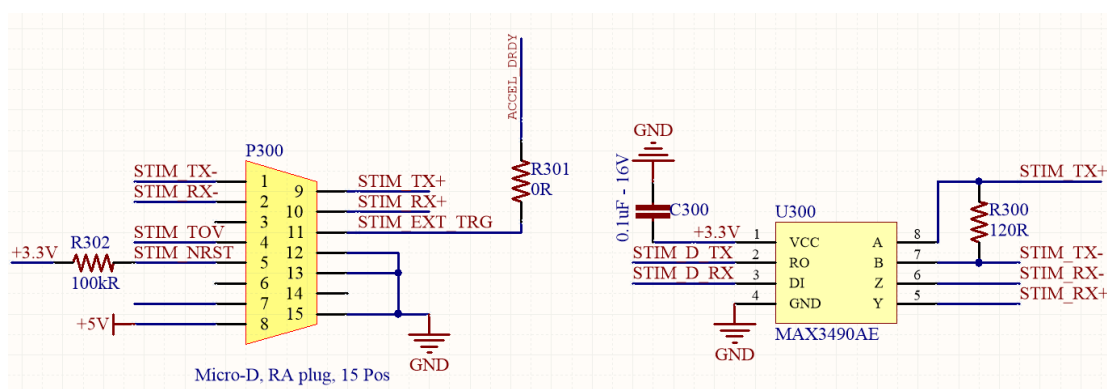 P300
STIM_TX-
STIM_RX-
STIM_TOV
STIM_NRST
+3.3V
R302
100kR
+5V
1
2
3
4
5
6
7
8
9
10
11
12
13
14
15
STIM_TX+
STIM_RX+
STIM_EXT_TRG
ACCEL_DRDY
R301
0R
GND
Micro-D, RA plug, 15 Pos
GND
0.1uF - 16V
C300
+3.3V
STIM_D_TX
STIM_D_RX
GND
U300
1 VCC A 8
2 RO B 7
3 DI Z 6
4 GND Y 5
MAX3490AE
R300
120R
STIM_TX+
STIM_TX-
STIM_RX-
STIM_RX+